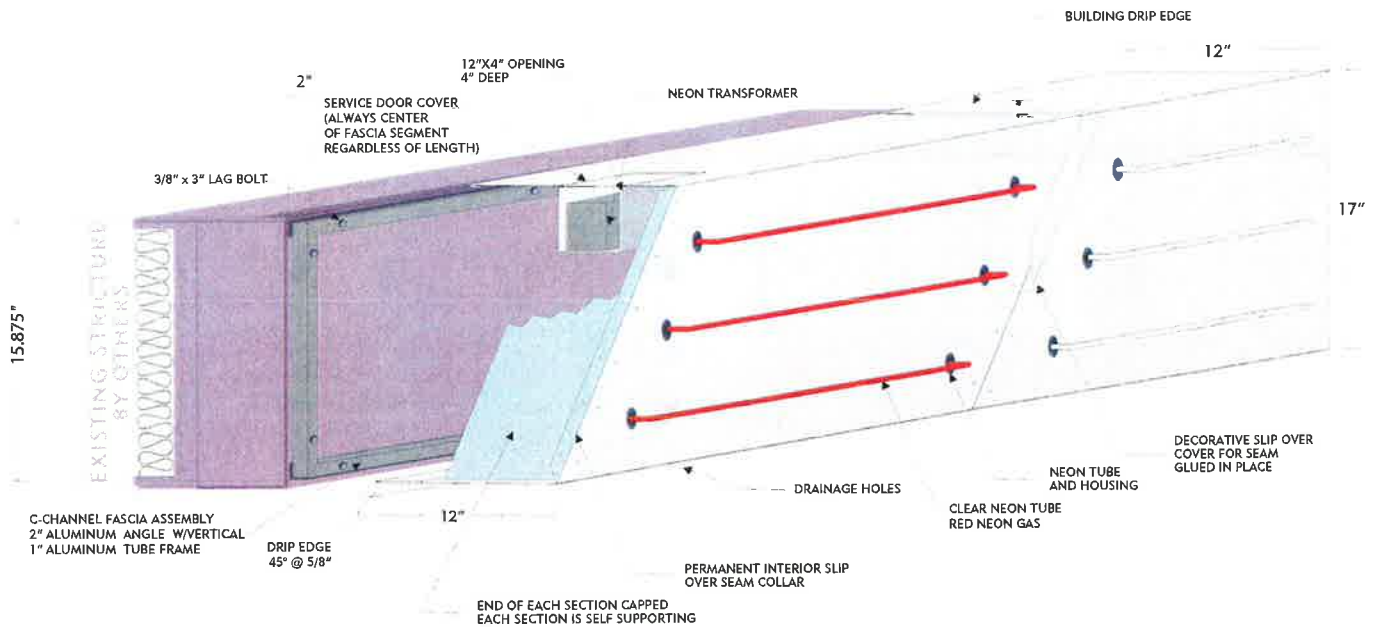 BUILDING DRIP EDGE
12"
12"X4" OPENING
4" DEEP
2"
NEON TRANSFORMER
SERVICE DOOR COVER
(ALWAYS CENTER
OF FASCIA SEGMENT
REGARDLESS OF LENGTH)
3/8" x 3" LAG BOLT
17"
15.875"
EXISTING STRUCTURE
BY OTHERS
DECORATIVE SLIP OVER
COVER FOR SEAM
GLUED IN PLACE
NEON TUBE
AND HOUSING
DRAINAGE HOLES
CLEAR NEON TUBE
RED NEON GAS
12"
C-CHANNEL FASCIA ASSEMBLY
2" ALUMINUM ANGLE W/VERTICAL
1" ALUMINUM TUBE FRAME
DRIP EDGE
45° @ 5/8"
PERMANENT INTERIOR SLIP
OVER SEAM COLLAR
END OF EACH SECTION CAPPED
EACH SECTION IS SELF SUPPORTING